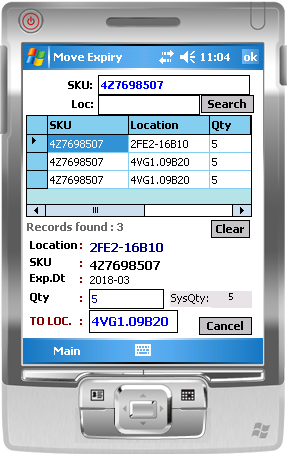 Move Expiry 11:04 ok
SKU: 4Z7698507
Loc: Search
SKU Location Qty
4Z7698507 2FE2-16B10 5
4Z7698507 4VG1.09B20 5
4Z7698507 4VG1.09B20 5
Records found : 3 Clear
Location : 2FE2-16B10
SKU : 4Z7698507
Exp.Dt : 2018-03
Qty : 5 SysQty: 5
TO LOC. : 4VG1.09B20 Cancel
Main